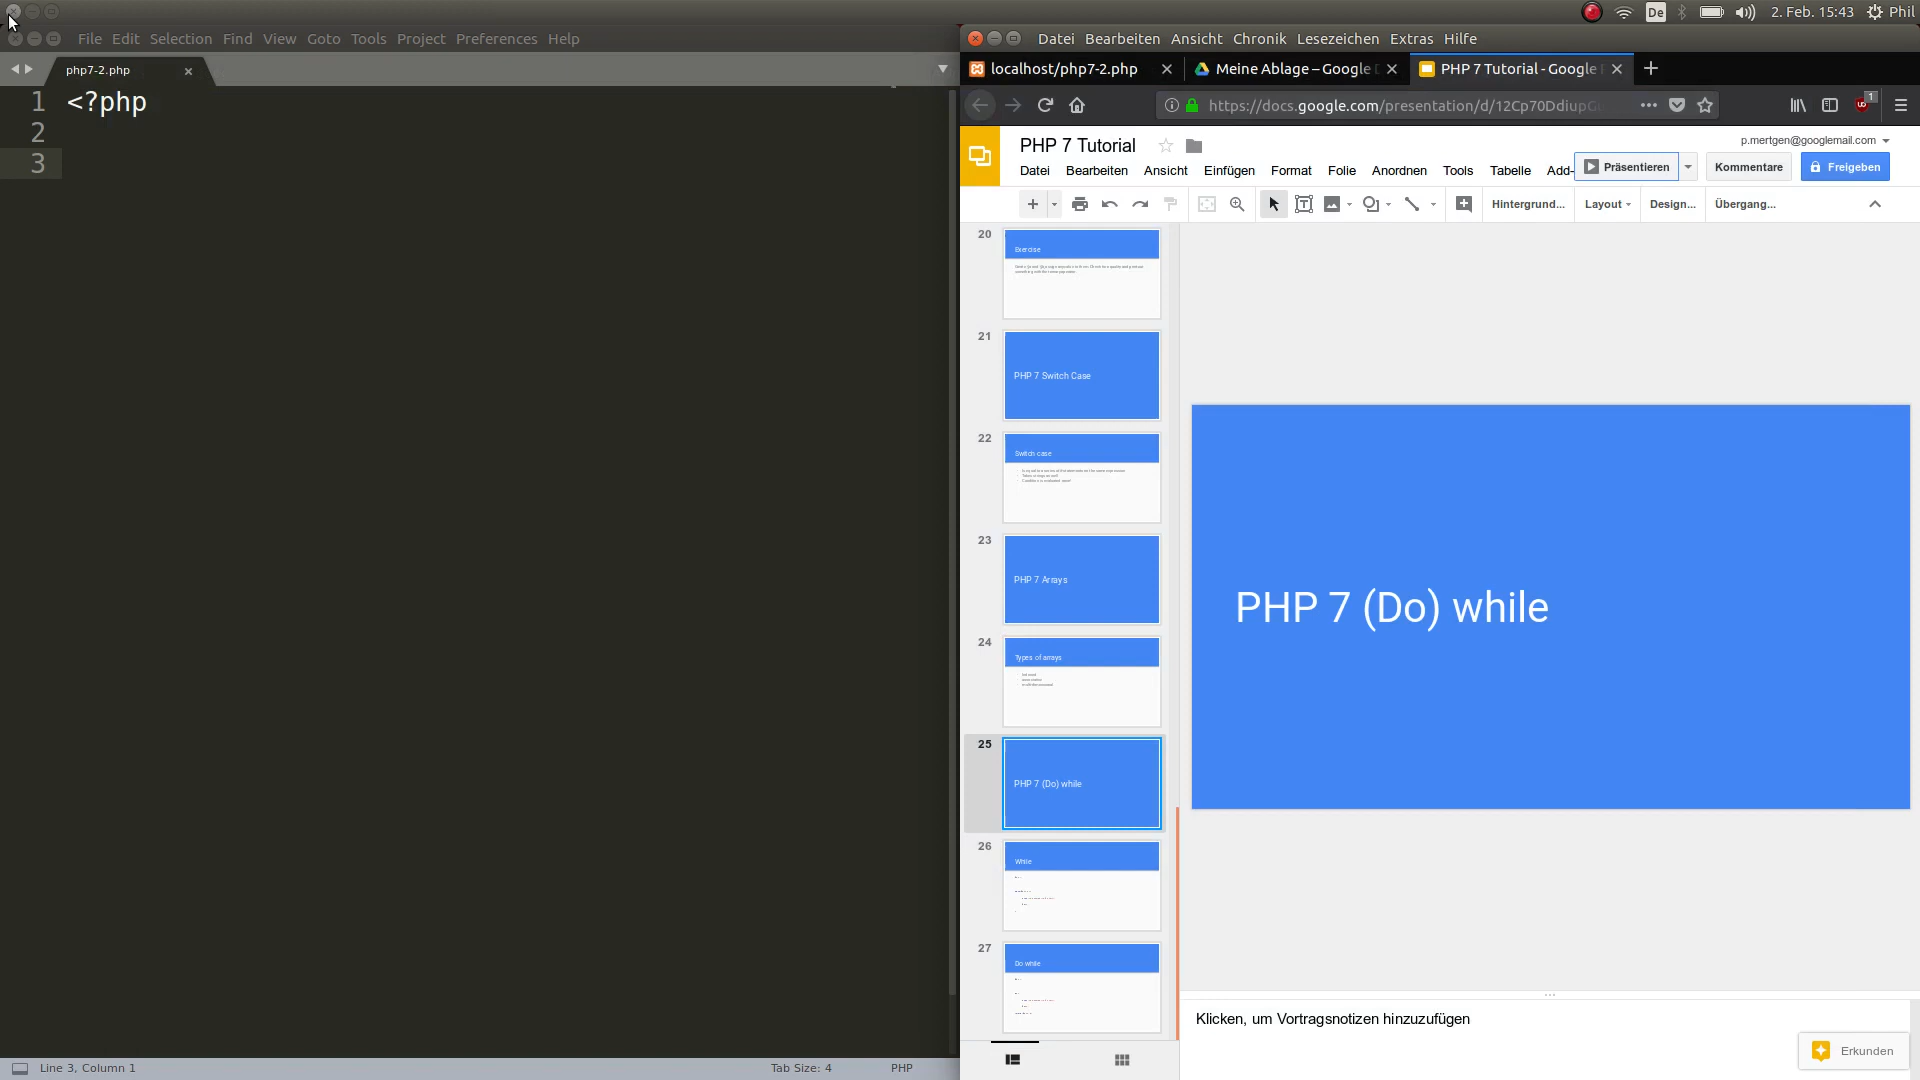 De
2. Feb. 15:43
Phil
File Edit Selection Find View Goto Tools Project Preferences Help
php7-2.php
1 <?php
2
3
Line 3, Column 1
Tab Size: 4
PHP
Datei Bearbeiten Ansicht Chronik Lesezeichen Extras Hilfe
localhost/php7-2.php
Meine Ablage – Google
PHP 7 Tutorial - Google
https://docs.google.com/presentation/d/12Cp70Ddiup
1
PHP 7 Tutorial
p.mertgen@googlemail.com
Datei Bearbeiten Ansicht Einfügen Format Folie Anordnen Tools Tabelle Add-
Präsentieren
Kommentare
Freigeben
Hintergrund...
Layout
Design...
Übergang...
20
Exercise
21
PHP 7 Switch Case
22
Switch case
23
PHP 7 Arrays
24
Types of arrays
25
PHP 7 (Do) while
26
While
27
Do while
PHP 7 (Do) while
Klicken, um Vortragsnotizen hinzuzufügen
Erkunden